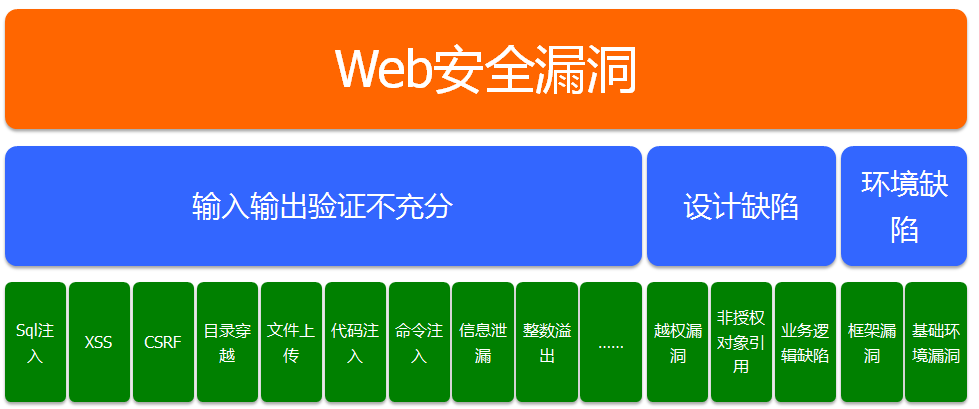 Web安全漏洞
输入输出验证不充分
设计缺陷
环境缺
陷
Sql注
入
XSS
CSRF
目录穿
越
文件上
传
代码注
入
命令注
入
信息泄
漏
整数溢
出
......
越权漏
洞
非授权
对象引
用
业务逻
辑缺陷
框架漏
洞
基础环
境漏洞